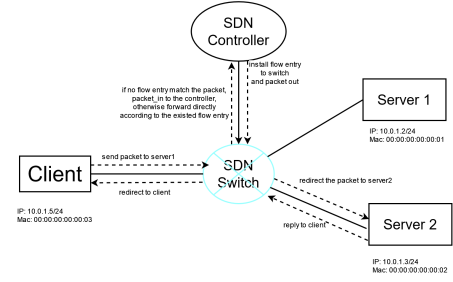 SDN
Controller
install flow entry
to switch
and packet out
if no flow entry match the packet,
packet_in to the controller,
otherwise forward directly
according to the existed flow entry
Server 1
IP: 10.0.1.2/24
Mac: 00:00:00:00:00:01
send packet to server1
Client
SDN
Switch
redirect to client
redirect the packet to server2
IP: 10.0.1.5/24
Mac: 00:00:00:00:00:03
reply to client
Server 2
IP: 10.0.1.3/24
Mac: 00:00:00:00:00:02